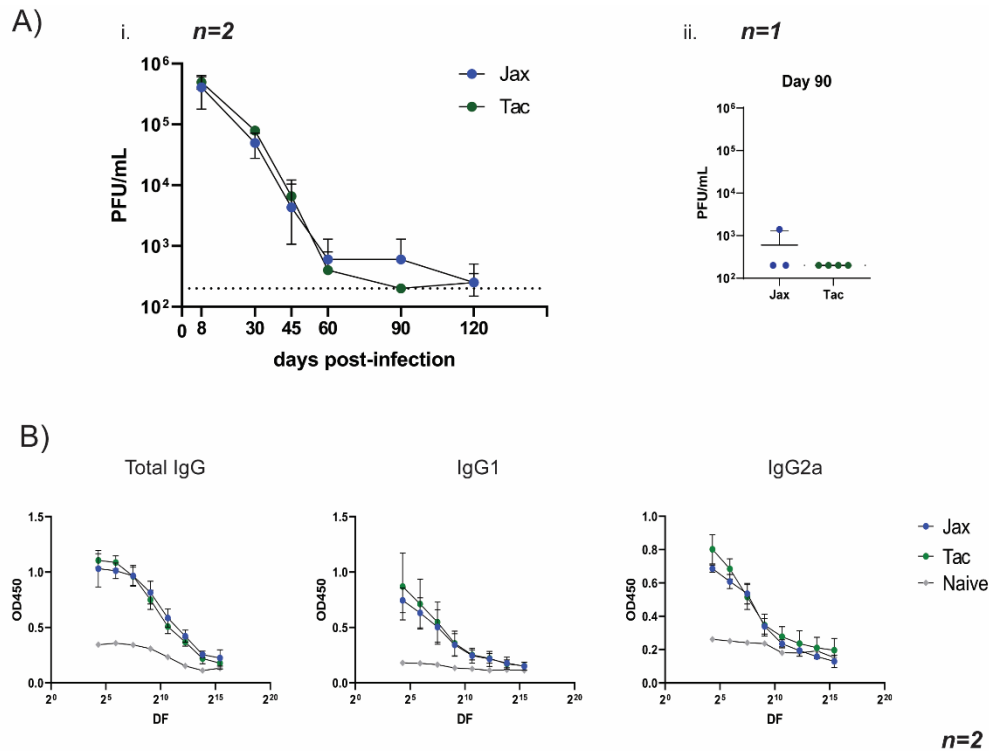 A)
i.
n=2
10⁶
10⁵
10⁴
10³
10²
PFU/mL
0 8 30 45 60 90 120
days post-infection
Jax
Tac
ii.
n=1
Day 90
10⁶
10⁵
10⁴
10³
10²
PFU/mL
Jax Tac
B)
Total IgG
1.5
1.0
0.5
0.0
OD450
2⁰ 2⁵ 2¹⁰ 2¹⁵ 2²⁰
DF
IgG1
1.5
1.0
0.5
0.0
OD450
2⁰ 2⁵ 2¹⁰ 2¹⁵ 2²⁰
DF
IgG2a
1.0
0.8
0.6
0.4
0.2
0.0
OD450
2⁰ 2⁵ 2¹⁰ 2¹⁵ 2²⁰
DF
Jax
Tac
Naive
n=2